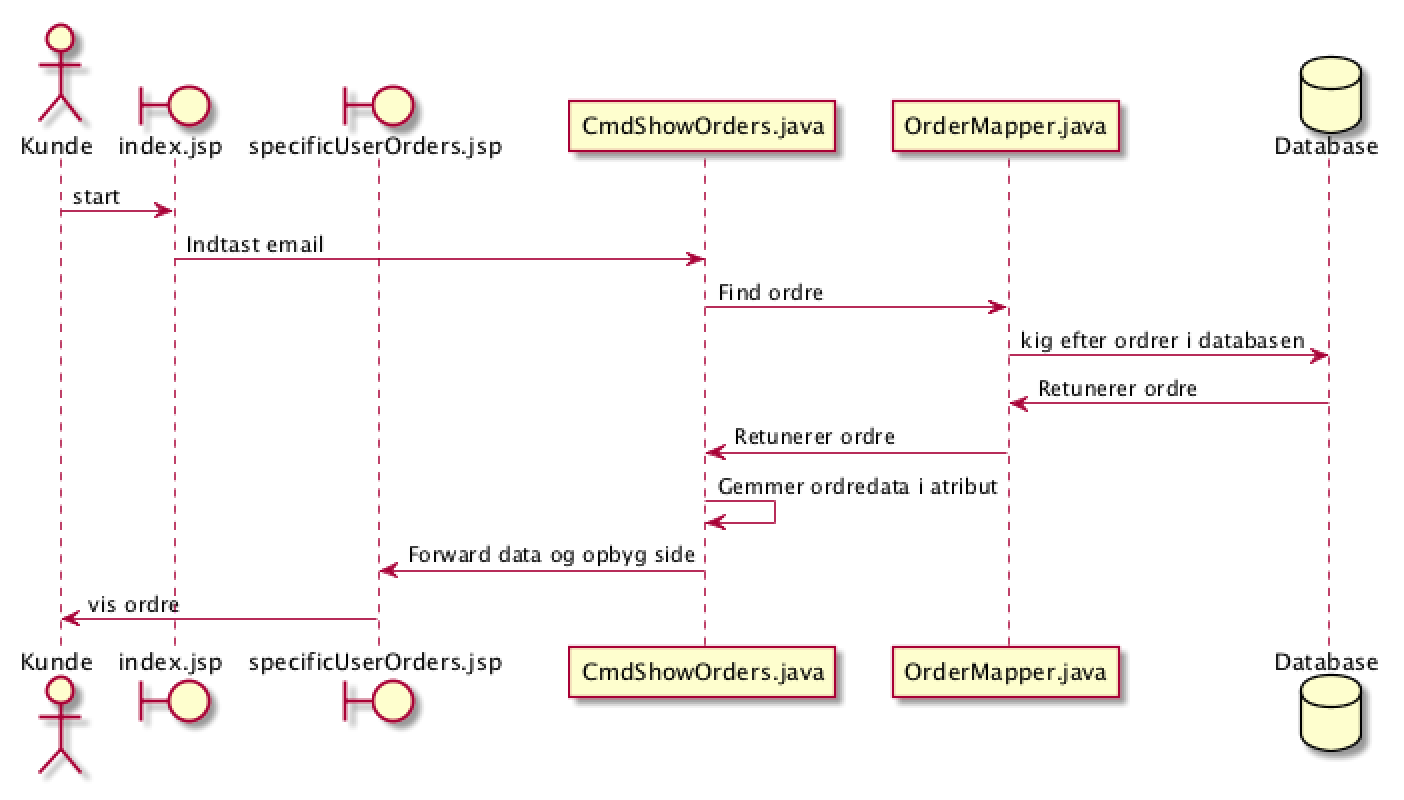 Kunde
index.jsp
specificUserOrders.jsp
CmdShowOrders.java
OrderMapper.java
Database
start
Indtast email
Find ordre
kig efter ordrer i databasen
Retunerer ordre
Retunerer ordre
Gemmer ordredata i atribut
Forward data og opbyg side
vis ordre
Kunde
index.jsp
specificUserOrders.jsp
CmdShowOrders.java
OrderMapper.java
Database